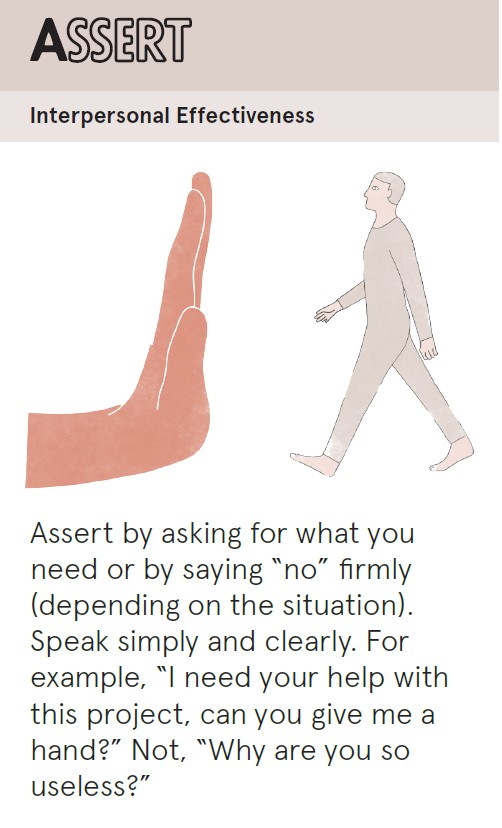 ASSERT
Interpersonal Effectiveness
Assert by asking for what you
need or by saying “no” firmly
(depending on the situation).
Speak simply and clearly. For
example, “I need your help with
this project, can you give me a
hand?” Not, “Why are you so
useless?”